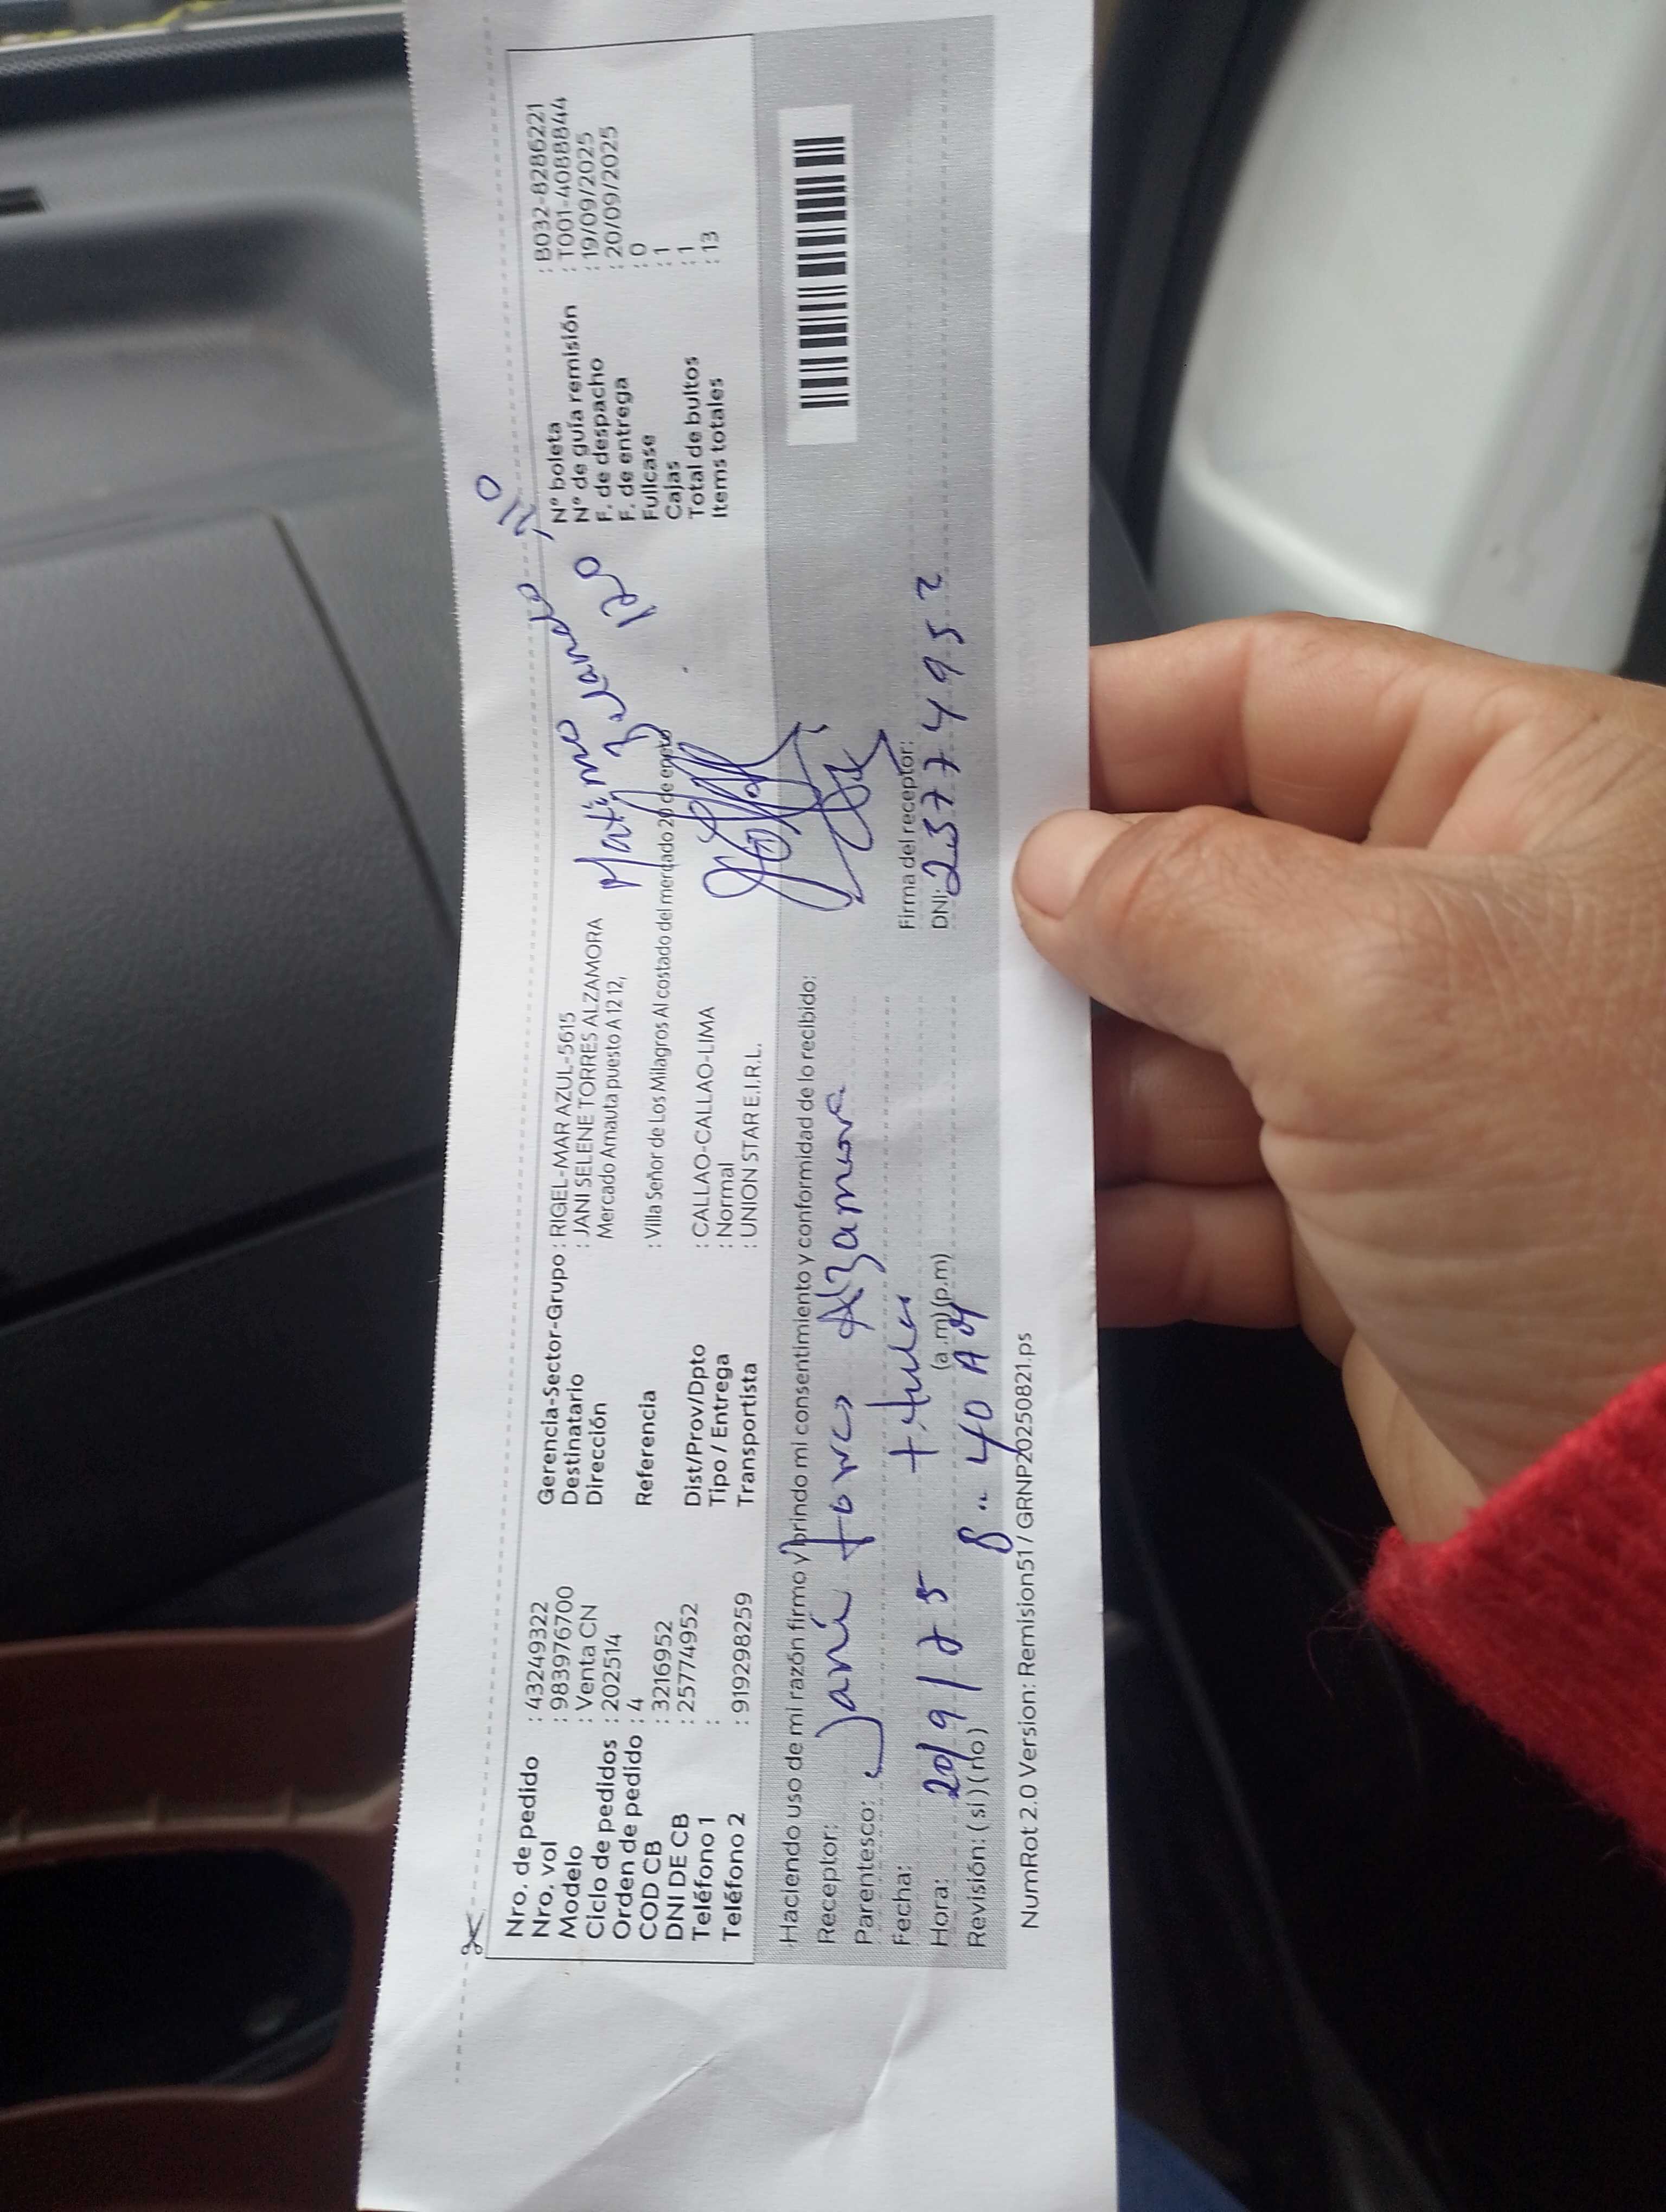 Nro. de pedido : 43249322
Nro. vol : 983976700
Modelo : Venta CN
Ciclo de pedidos : 202514
Orden de pedido : 4
COD CB : 3216952
DNI DE CB : 25774952
Teléfono 1 :
Teléfono 2 : 919298259
Gerencia-Sector-Grupo : RIGEL-MAR AZUL-5615
Destinatario : JANI SELENE TORRES ALZAMORA
Dirección Mercado Amauta puesto A 12 12,
Referencia : Villa Señor de Los Milagros Al costado del mercado 20 de enero
Dist/Prov/Dpto : CALLAO-CALLAO-LIMA
Tipo / Entrega : Normal
Transportista : UNION STAR E.I.R.L.
Nº boleta : B032-8286221
Nº de guía remisión : T001-4088844
F. de despacho : 19/09/2025
F. de entrega : 20/09/2025
Fullcase : 0
Cajas : 1
Total de bultos : 1
Items totales : 13
120
Haciendo uso de mi razón firmo y brindo mi consentimiento y conformidad de lo recibido:
Receptor: Jani Torres Alzamora
Parentesco: titular
Fecha: 20/9/25
Hora: 8:40 AM (a.m)(p.m)
Revisión: (si) (no)
Firma del receptor:
DNI: 25774952
NumRot 2.0 Version: Remision51 / GRNP20250821.ps